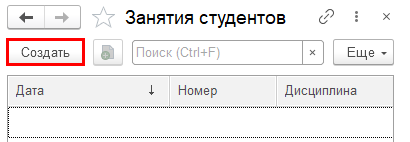 Занятия студентов
Создать Поиск (Ctrl+F) × Еще
Дата ↓ Номер Дисциплина